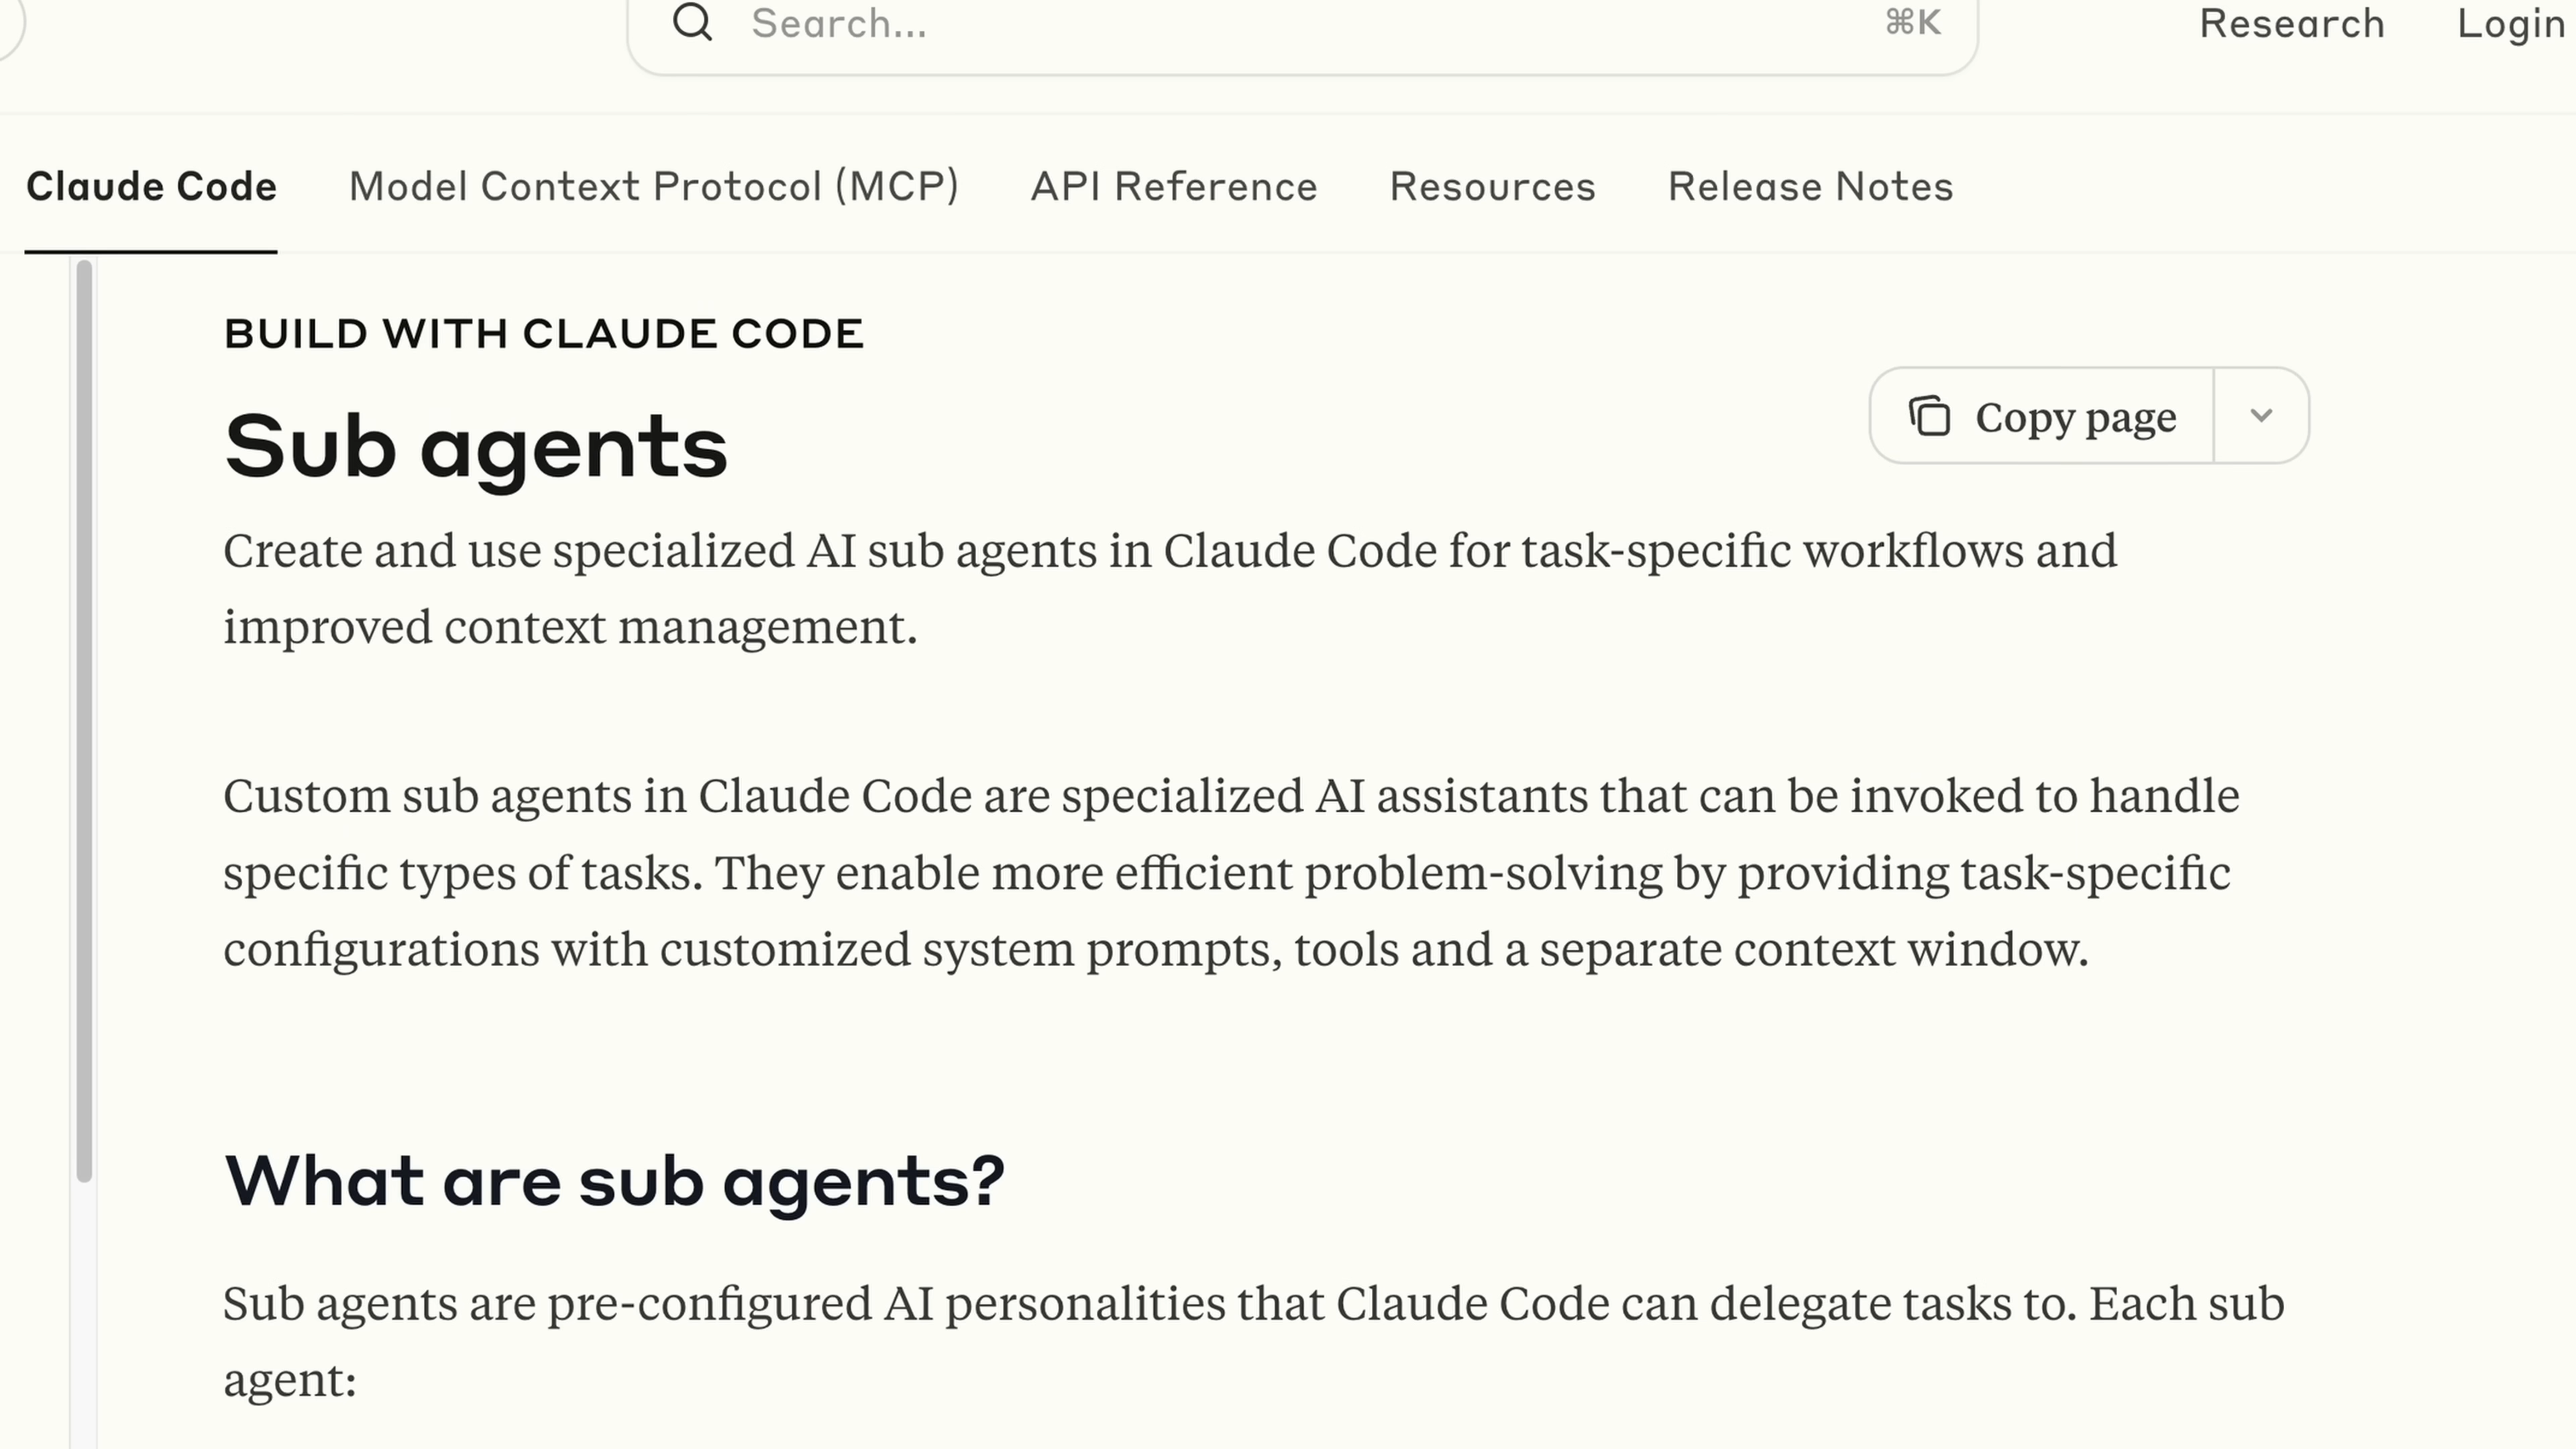 Search...
⌘K
Research
Login
Claude Code
Model Context Protocol (MCP)
API Reference
Resources
Release Notes
BUILD WITH CLAUDE CODE
Sub agents
Copy page
Create and use specialized AI sub agents in Claude Code for task-specific workflows and
improved context management.
Custom sub agents in Claude Code are specialized AI assistants that can be invoked to handle
specific types of tasks. They enable more efficient problem-solving by providing task-specific
configurations with customized system prompts, tools and a separate context window.
What are sub agents?
Sub agents are pre-configured AI personalities that Claude Code can delegate tasks to. Each sub
agent: